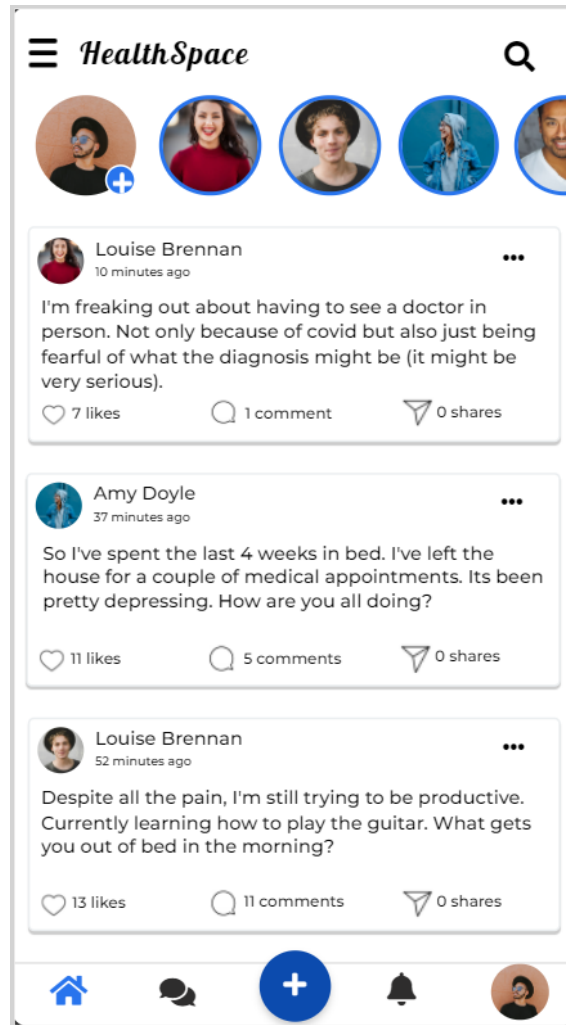 HealthSpace
Louise Brennan
10 minutes ago
I'm freaking out about having to see a doctor in
person. Not only because of covid but also just being
fearful of what the diagnosis might be (it might be
very serious).
7 likes
1 comment
0 shares
Amy Doyle
37 minutes ago
So I've spent the last 4 weeks in bed. I've left the
house for a couple of medical appointments. Its been
pretty depressing. How are you all doing?
11 likes
5 comments
0 shares
Louise Brennan
52 minutes ago
Despite all the pain, I'm still trying to be productive.
Currently learning how to play the guitar. What gets
you out of bed in the morning?
13 likes
11 comments
0 shares